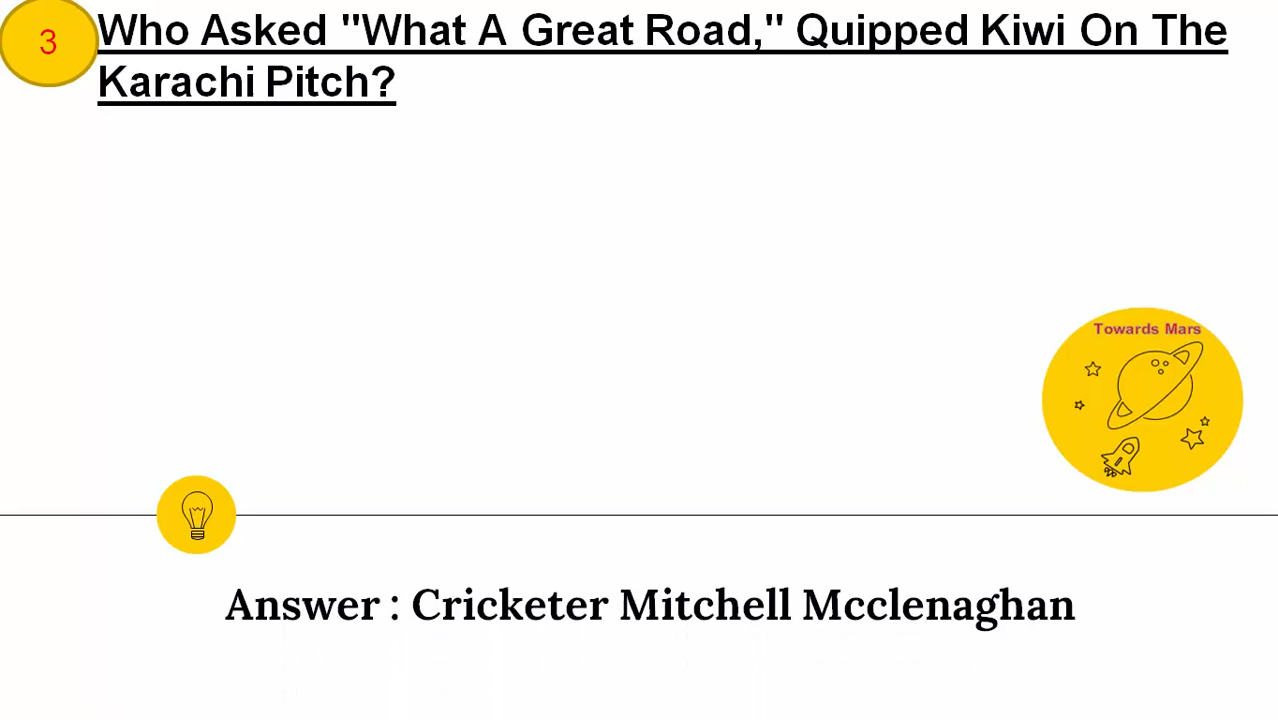 3
Who Asked "What A Great Road," Quipped Kiwi On The
Karachi Pitch?
Towards Mars
Answer : Cricketer Mitchell Mcclenaghan